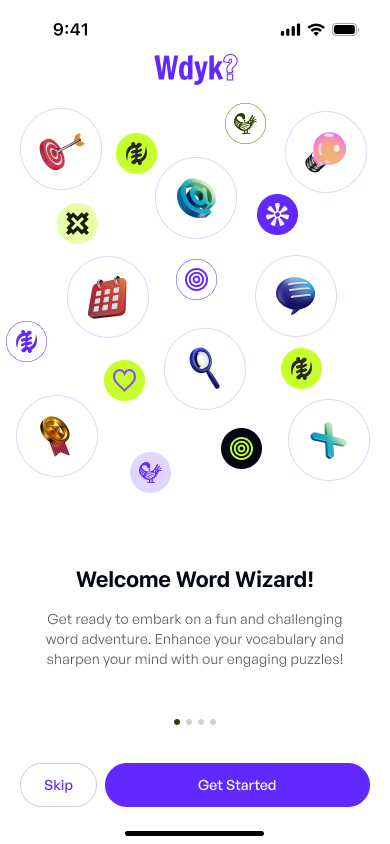 9:41
Wdyk?
Welcome Word Wizard!
Get ready to embark on a fun and challenging
word adventure. Enhance your vocabulary and
sharpen your mind with our engaging puzzles!
Skip
Get Started